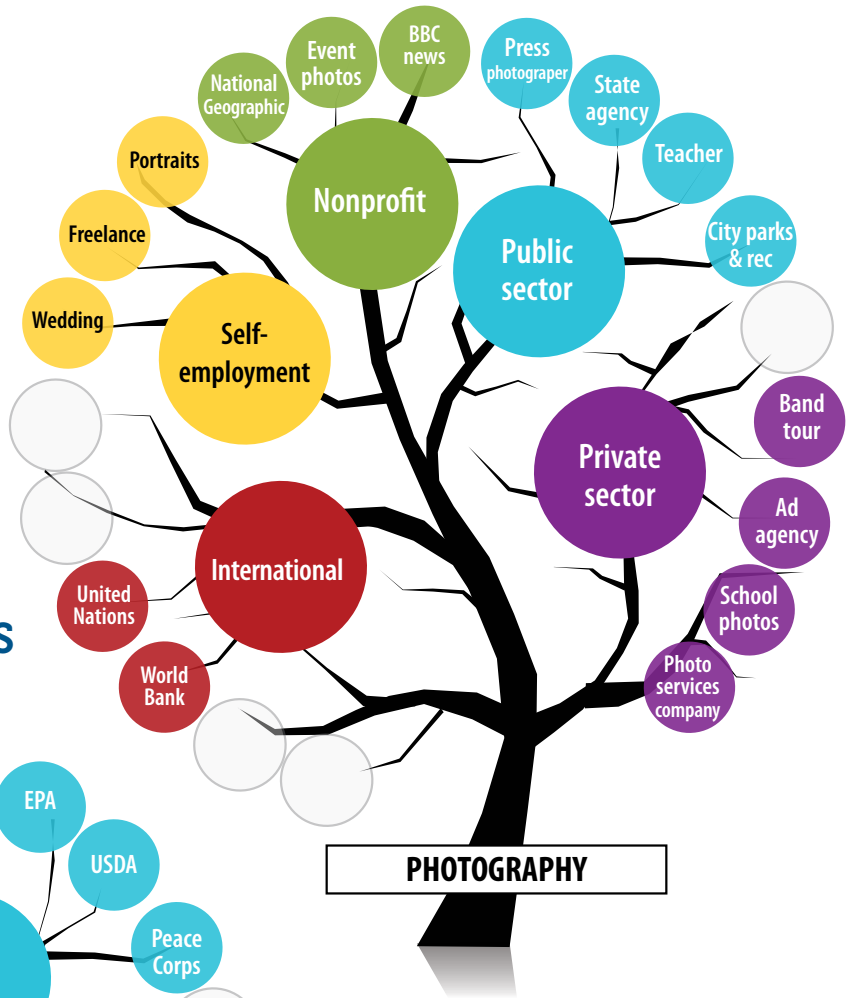 BBC
news
Event
photos
National
Geographic
Press
photograper
State
agency
Teacher
City parks
& rec
Portraits
Freelance
Wedding
Nonprofit
Public
sector
Self-
employment
Private
sector
Band
tour
Ad
agency
School
photos
Photo
services
company
International
United
Nations
World
Bank
s
PHOTOGRAPHY
EPA
USDA
Peace
Corps